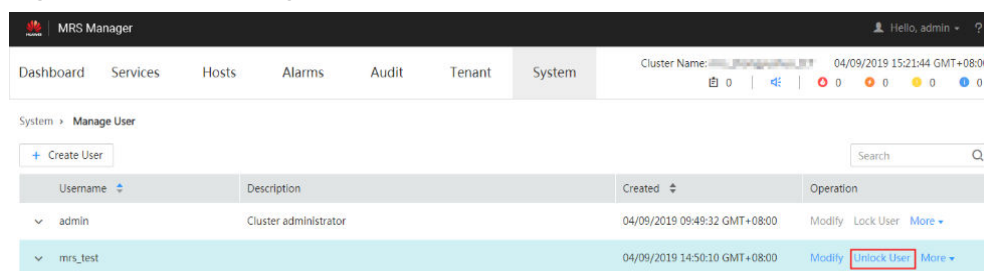 HUAWEI MRS Manager Hello, admin ?
Dashboard Services Hosts Alarms Audit Tenant System
Cluster Name: 04/09/2019 15:21:44 GMT+08:00
0 0 0 0 0
System > Manage User
+ Create User Search
Username Description Created Operation
admin Cluster administrator 04/09/2019 09:49:32 GMT+08:00 Modify Lock User More
mrs_test 04/09/2019 14:50:10 GMT+08:00 Modify Unlock User More